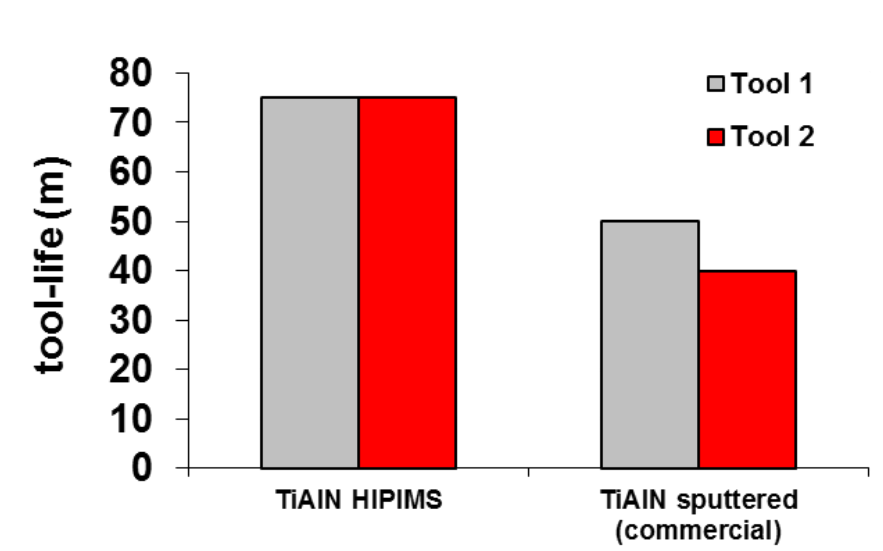 80
70
60
50
40
30
20
10
0
tool-life (m)
Tool 1
Tool 2
TiAlN HIPIMS
TiAlN sputtered
(commercial)